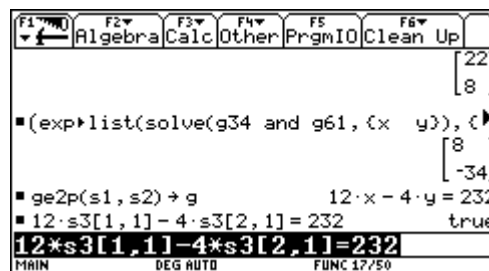 F1 F2 F3 F4 F5 F6
Algebra Calc Other PrgmIO Clean Up
[22
[8
▪(exp▸list(solve(g34 and g61,{x y}),{▸
[8
[-34
▪ge2p(s1,s2)→g 12·x-4·y=232
▪12·s3[1,1]-4·s3[2,1]=232 true
12*s3[1,1]-4*s3[2,1]=232
MAIN DEG AUTO FUNC 17/50